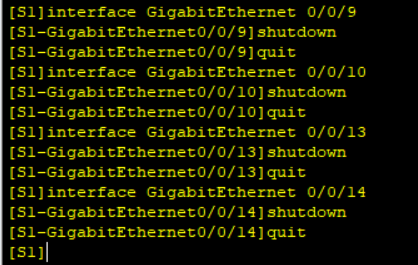 [S1]interface GigabitEthernet 0/0/9
[S1-GigabitEthernet0/0/9]shutdown
[S1-GigabitEthernet0/0/9]quit
[S1]interface GigabitEthernet 0/0/10
[S1-GigabitEthernet0/0/10]shutdown
[S1-GigabitEthernet0/0/10]quit
[S1]interface GigabitEthernet 0/0/13
[S1-GigabitEthernet0/0/13]shutdown
[S1-GigabitEthernet0/0/13]quit
[S1]interface GigabitEthernet 0/0/14
[S1-GigabitEthernet0/0/14]shutdown
[S1-GigabitEthernet0/0/14]quit
[S1]